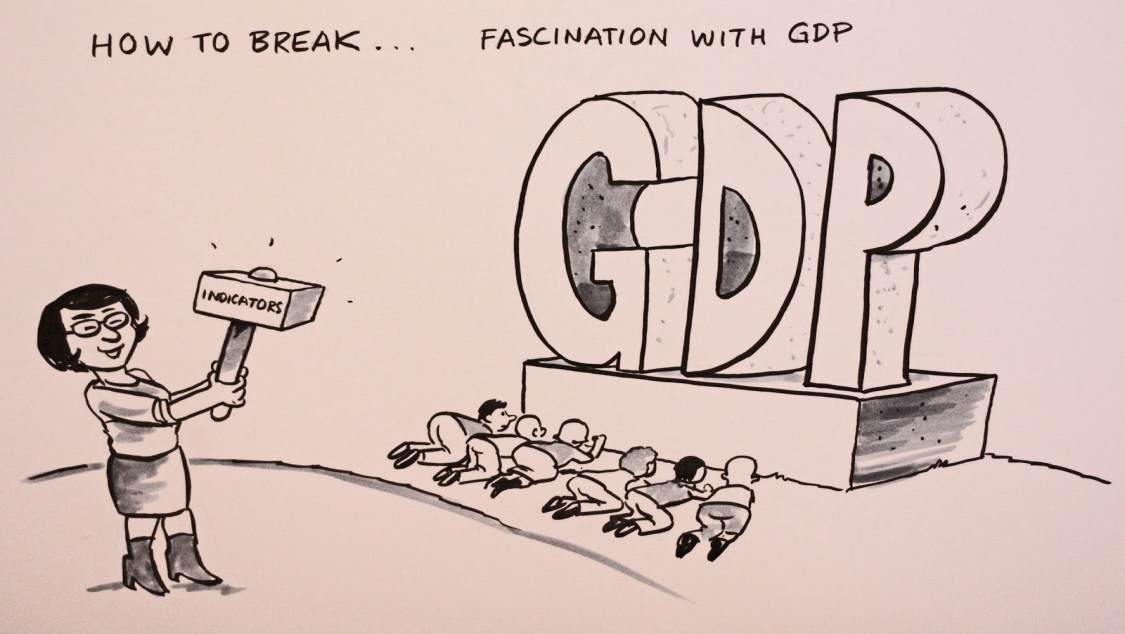 HOW TO BREAK... FASCINATION WITH GDP
GDP
INDICATORS